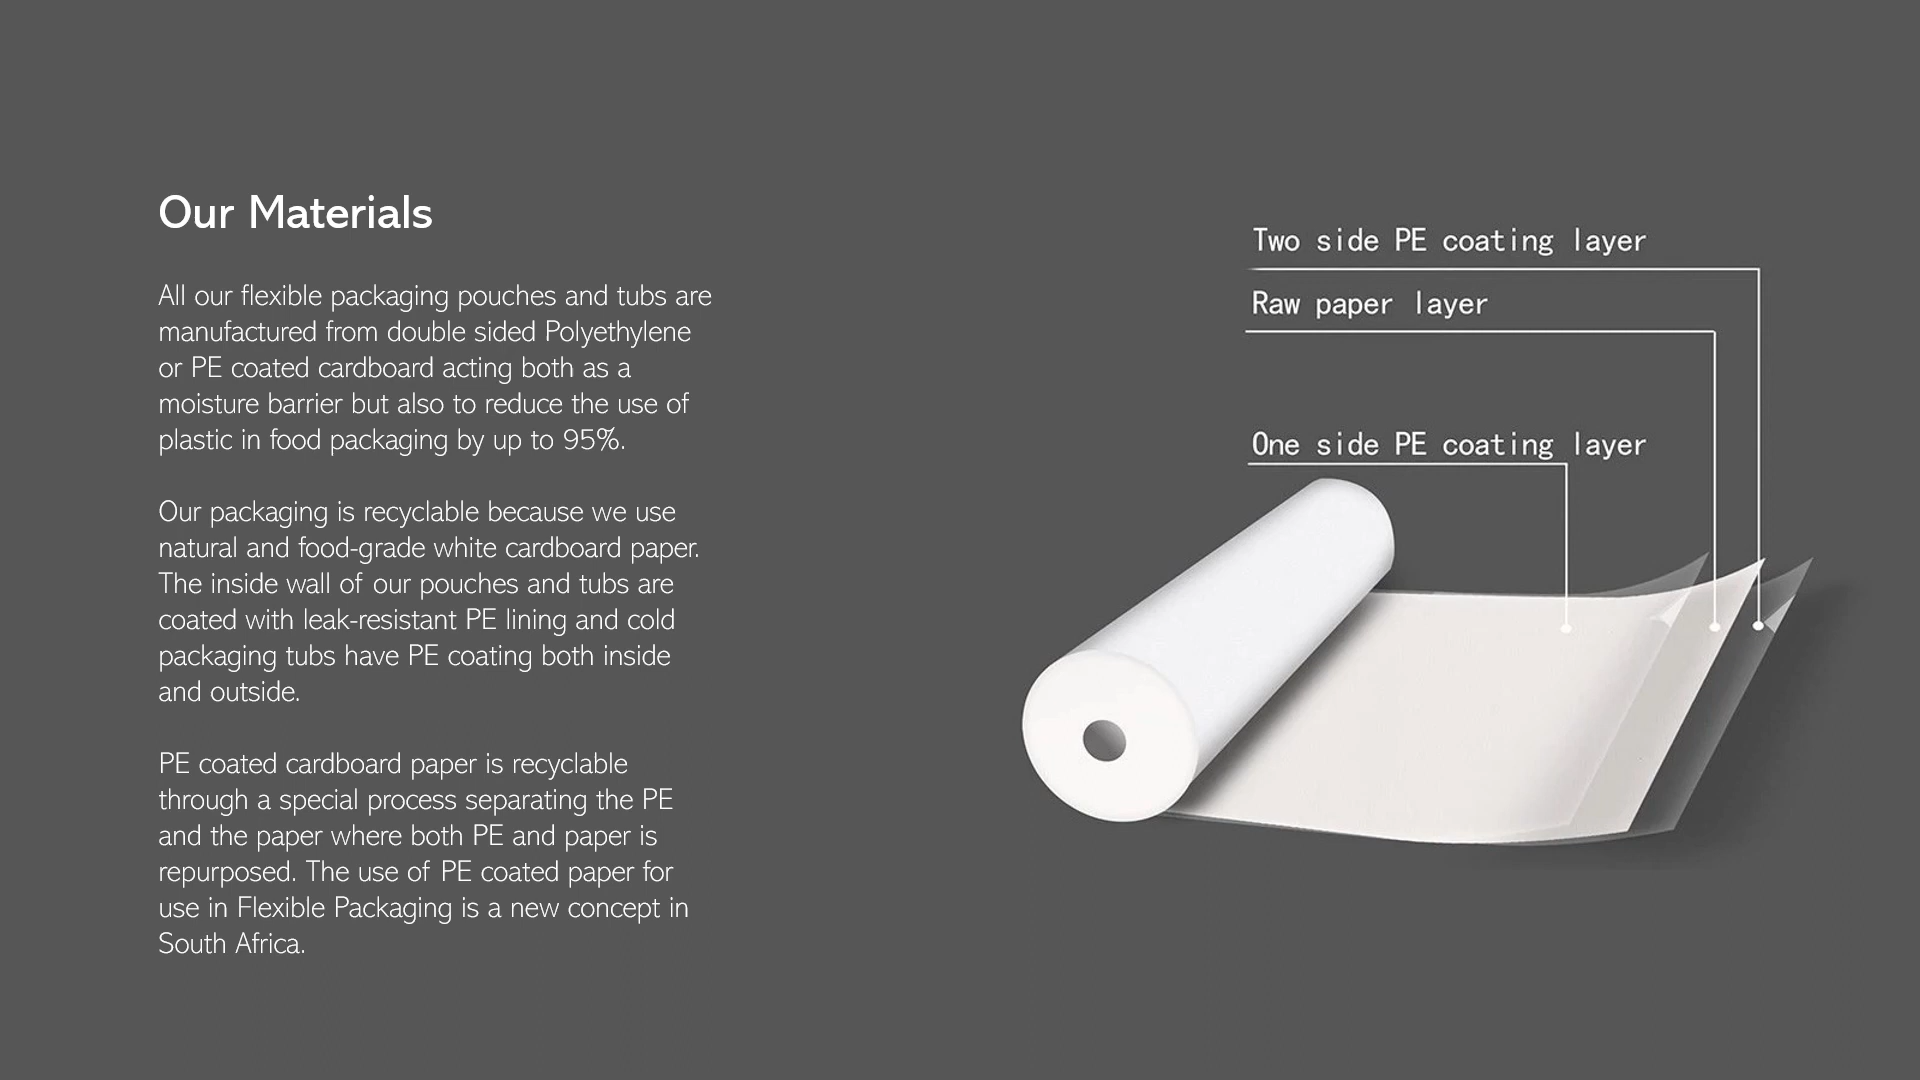 Our Materials
All our flexible packaging pouches and tubs are
manufactured from double sided Polyethylene
or PE coated cardboard acting both as a
moisture barrier but also to reduce the use of
plastic in food packaging by up to 95%.
Our packaging is recyclable because we use
natural and food-grade white cardboard paper.
The inside wall of our pouches and tubs are
coated with leak-resistant PE lining and cold
packaging tubs have PE coating both inside
and outside.
PE coated cardboard paper is recyclable
through a special process separating the PE
and the paper where both PE and paper is
repurposed. The use of PE coated paper for
use in Flexible Packaging is a new concept in
South Africa.
Two side PE coating layer
Raw paper layer
One side PE coating layer